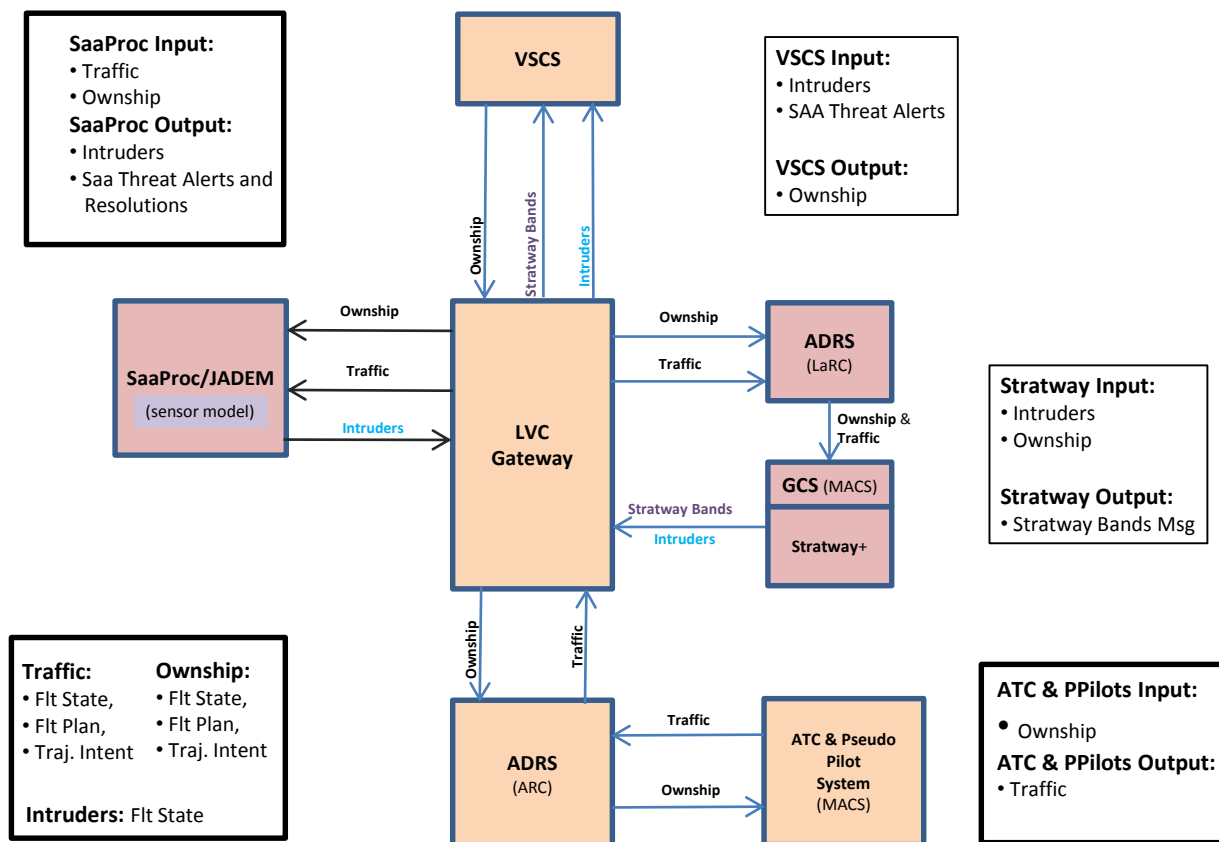 SaaProc Input:
• Traffic
• Ownship
SaaProc Output:
• Intruders
• Saa Threat Alerts and
Resolutions
VSCS
VSCS Input:
• Intruders
• SAA Threat Alerts
VSCS Output:
• Ownship
Ownship
Stratway Bands
Intruders
SaaProc/JADEM
(sensor model)
Ownship
Traffic
Intruders
LVC
Gateway
Ownship
Traffic
ADRS
(LaRC)
Ownship &
Traffic
GCS (MACS)
Stratway+
Stratway Bands
Intruders
Stratway Input:
• Intruders
• Ownship
Stratway Output:
• Stratway Bands Msg
Ownship
Traffic
Traffic:
• Flt State,
• Flt Plan,
• Traj. Intent
Ownship:
• Flt State,
• Flt Plan,
• Traj. Intent
Intruders: Flt State
ADRS
(ARC)
Traffic
Ownship
ATC & Pseudo
Pilot
System
(MACS)
ATC & PPilots Input:
• Ownship
ATC & PPilots Output:
• Traffic